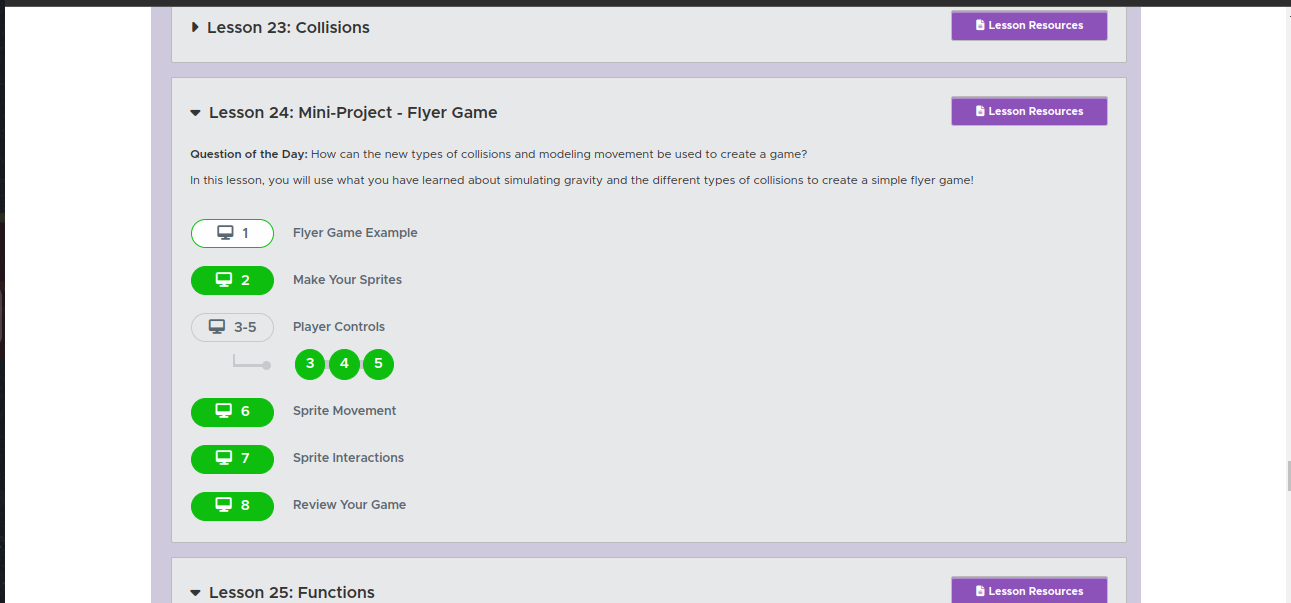 Lesson 23: Collisions
Lesson Resources
Lesson 24: Mini-Project - Flyer Game
Lesson Resources
Question of the Day: How can the new types of collisions and modeling movement be used to create a game?
In this lesson, you will use what you have learned about simulating gravity and the different types of collisions to create a simple flyer game!
1 Flyer Game Example
2 Make Your Sprites
3-5 Player Controls
3 4 5
6 Sprite Movement
7 Sprite Interactions
8 Review Your Game
Lesson 25: Functions
Lesson Resources